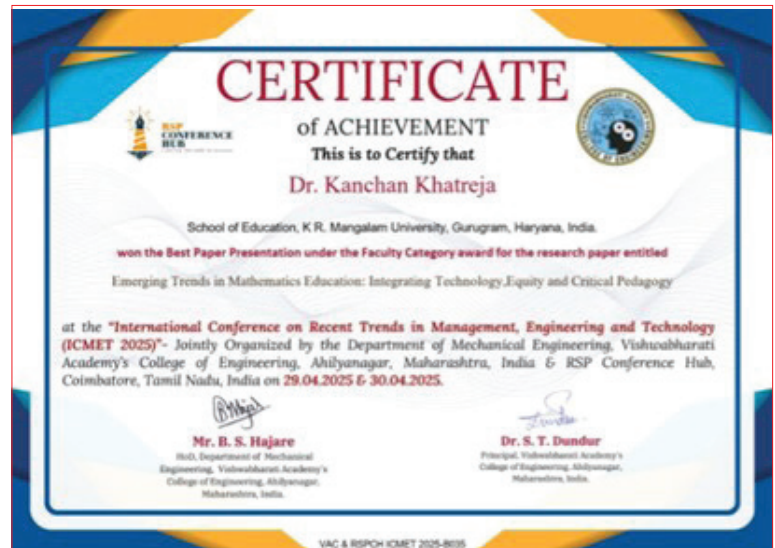 CERTIFICATE
RSP
CONFERENCE
HUB
of ACHIEVEMENT
This is to Certify that
Dr. Kanchan Khatreja
School of Education, K R. Mangalam University, Gurugram, Haryana, India.
won the Best Paper Presentation under the Faculty Category award for the research paper entitled
Emerging Trends in Mathematics Education: Integrating Technology,Equity and Critical Pedagogy
at the "International Conference on Recent Trends in Management, Engineering and Technology
(ICMET 2025)"- Jointly Organized by the Department of Mechanical Engineering, Vishwabharati
Academy's College of Engineering, Ahilyanagar, Maharashtra, India & RSP Conference Hub,
Coimbatore, Tamil Nadu, India on 29.04.2025 & 30.04.2025.
Mr. B. S. Hajare
HoD, Department of Mechanical
Engineering, Vishwabharati Academy's
College of Engineering, Ahilyanagar,
Maharashtra, India.
Dr. S. T. Dundur
Principal, Vishwabharati Academy's
College of Engineering, Ahilyanagar,
Maharashtra, India.
VAC & RSPCH ICMET 2025-B035